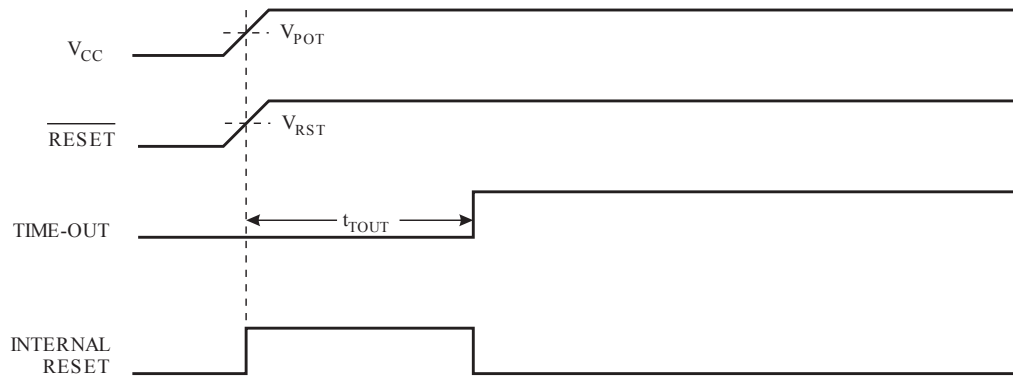 V_CC
V_POT
RESET
V_RST
TIME-OUT
t_TOUT
INTERNAL
RESET